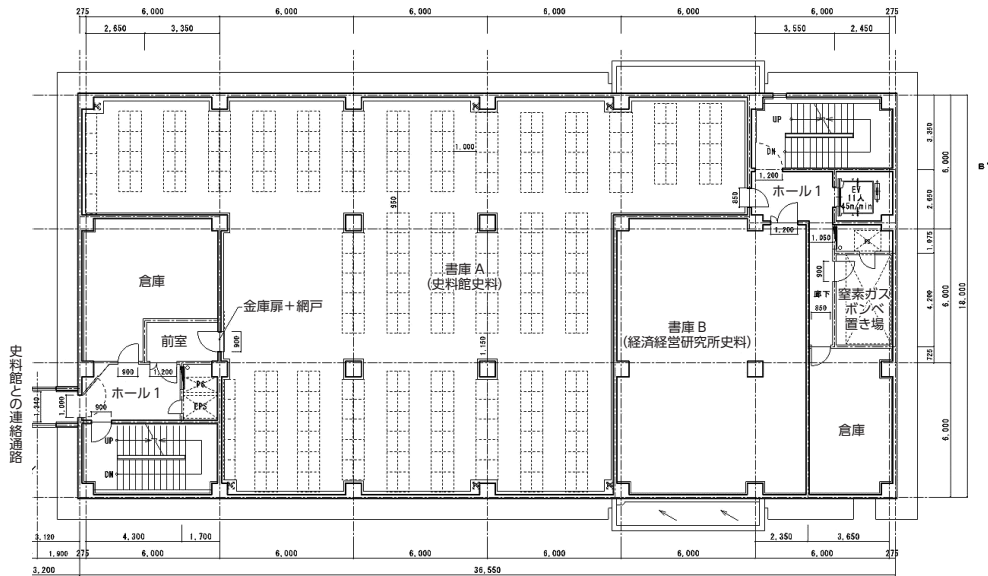 275 6,000 6,000 6,000 6,000 6,000 6,000 275
2,650 3,350 3,550 2,450
UP
DN
3,350
6,000
1,000
1,200
ホール1
EV
11人
45m/min
850
950
2,650
1,200
1,050
PS
1,075
倉庫
書庫A
(史料館史料)
金庫扉+網戸
900
廊下
850
窒素ガス
ボンベ
置き場
4,200
6,000
18,000
前室
900
書庫B
(経済経営研究所史料)
1,150
725
史料館との連絡通路
900
1,200
ホール1
PS
EPS
1,340
1,000
900
UP
DN
倉庫
6,000
3,120 4,300 1,700 2,350 3,650
1,900 275 6,000 6,000 6,000 6,000 6,000 6,000 275
3,200 36,550